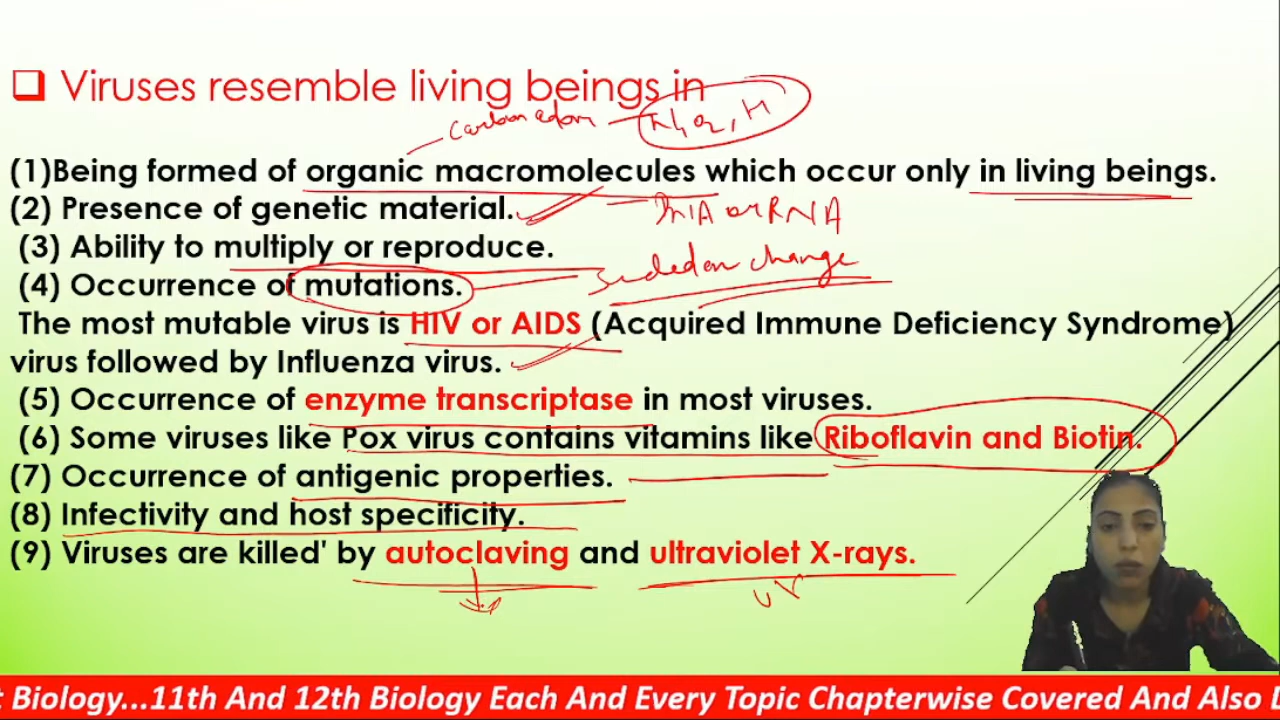 ❑ Viruses resemble living beings in
carbon adom N, O2, H
(1)Being formed of organic macromolecules which occur only in living beings.
(2) Presence of genetic material. DNA or RNA
(3) Ability to multiply or reproduce.
(4) Occurrence of mutations. change
The most mutable virus is HIV or AIDS (Acquired Immune Deficiency Syndrome)
virus followed by Influenza virus.
(5) Occurrence of enzyme transcriptase in most viruses.
(6) Some viruses like Pox virus contains vitamins like Riboflavin and Biotin.
(7) Occurrence of antigenic properties.
(8) Infectivity and host specificity.
(9) Viruses are killed' by autoclaving and ultraviolet X-rays.
UV
Biology...11th And 12th Biology Each And Every Topic Chapterwise Covered And Also